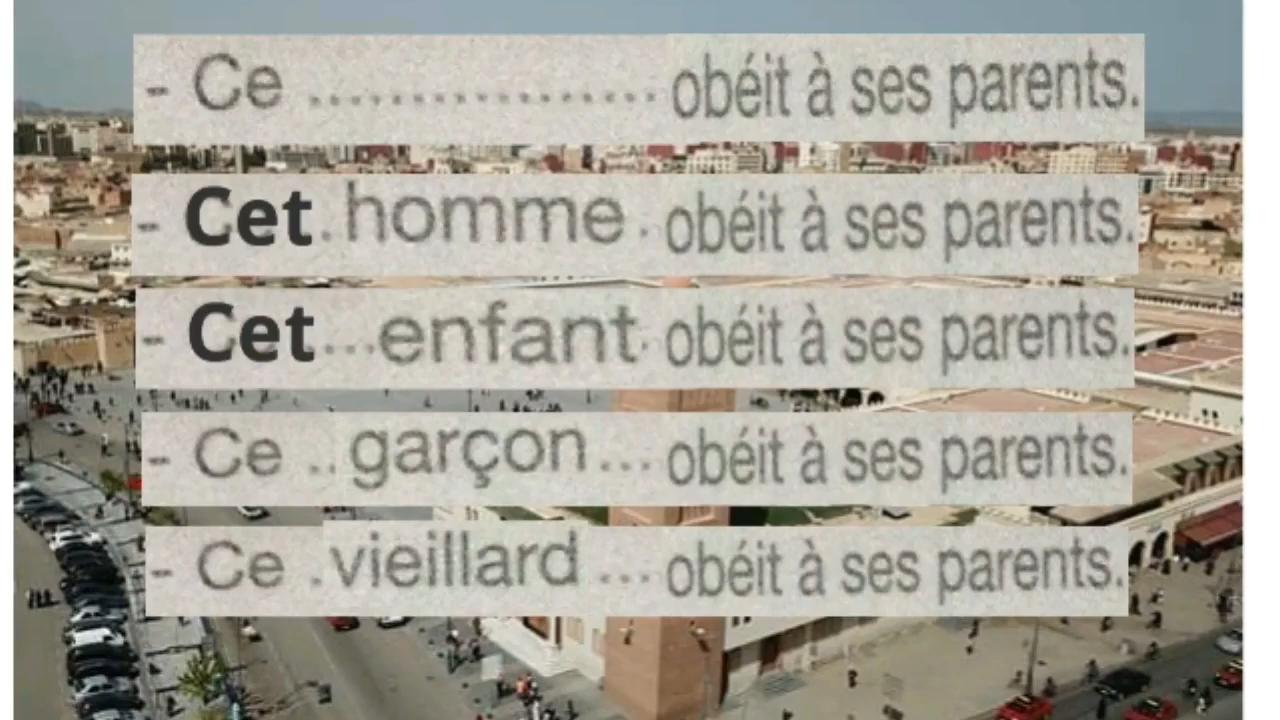 - Ce ................................ obéit à ses parents.
- Cet . homme . obéit à ses parents.
- Cet ... enfant . obéit à ses parents.
- Ce .. garçon ... obéit à ses parents.
- Ce . vieillard ... obéit à ses parents.